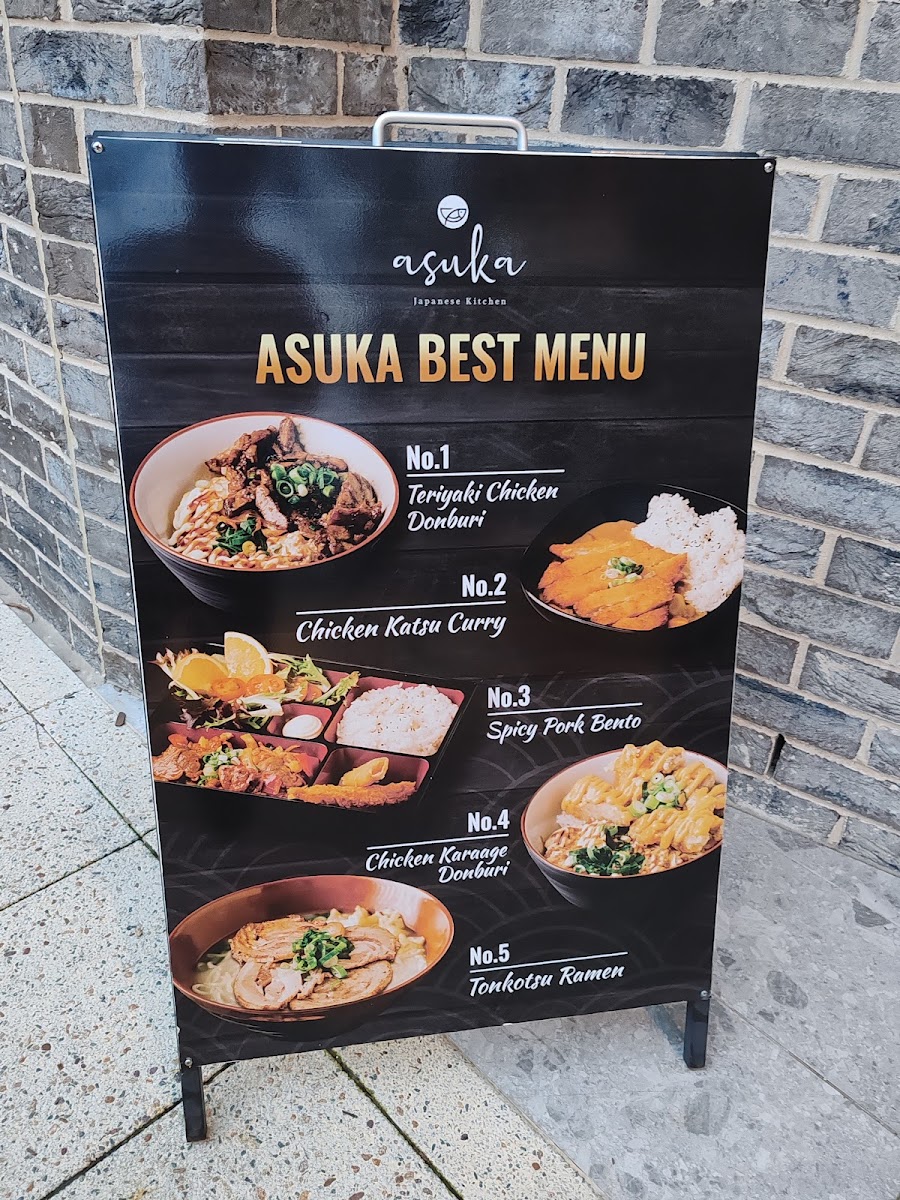 asuka
Japanese Kitchen
ASUKA BEST MENU
No.1
Teriyaki Chicken
Donburi
No.2
Chicken Katsu Curry
No.3
Spicy Pork Bento
No.4
Chicken Karaage
Donburi
No.5
Tonkotsu Ramen